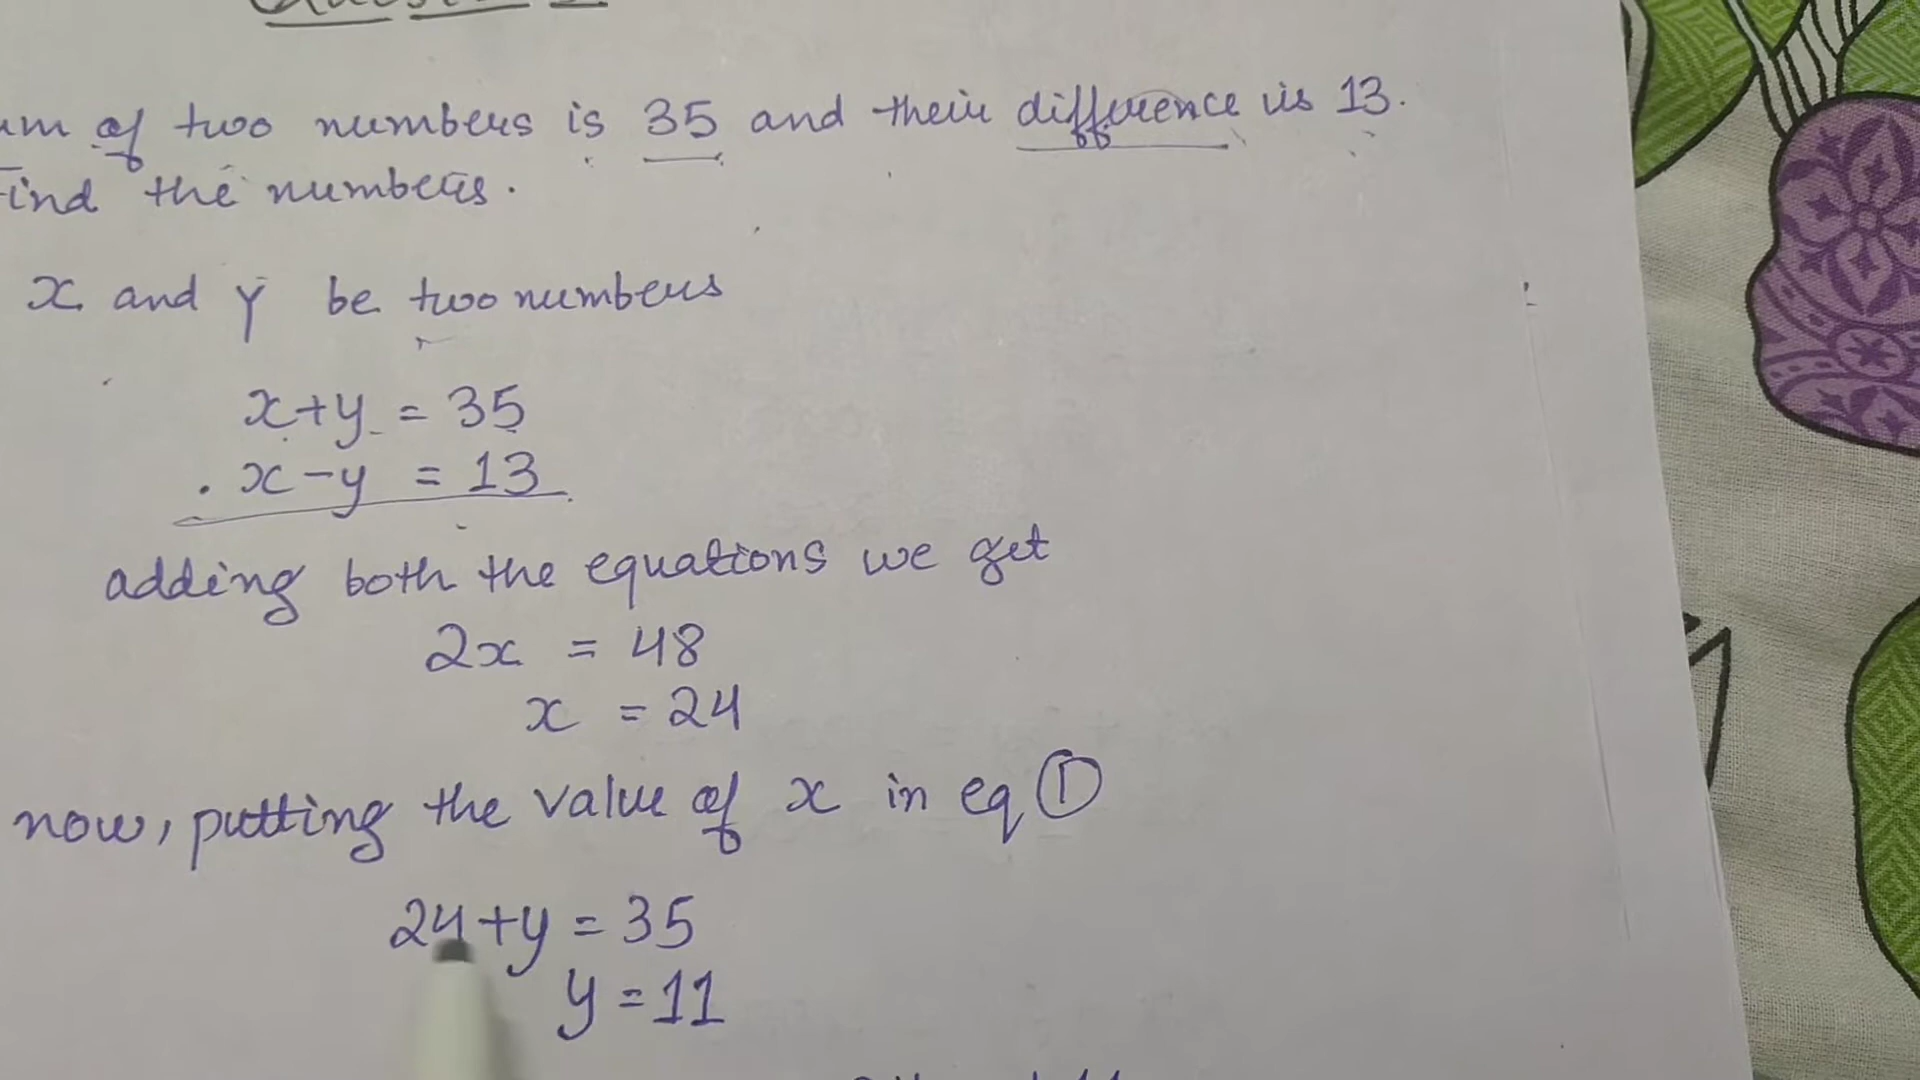 of two numbers is 35 and their difference is 13.
Find the numbers.
x and y be two numbers
x+y = 35
x-y = 13
adding both the equations we get
2x = 48
x = 24
now, putting the value of x in eq ①
24+y = 35
y = 11